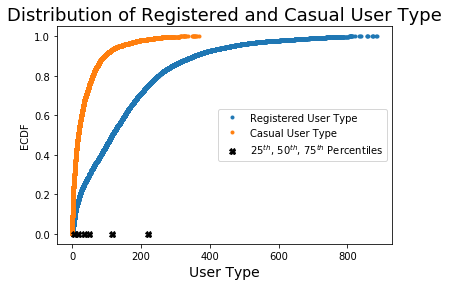 Distribution of Registered and Casual User Type
1.0
0.8
0.6
0.4
0.2
0.0
ECDF
Registered User Type
Casual User Type
25th, 50th, 75th Percentiles
0 200 400 600 800
User Type